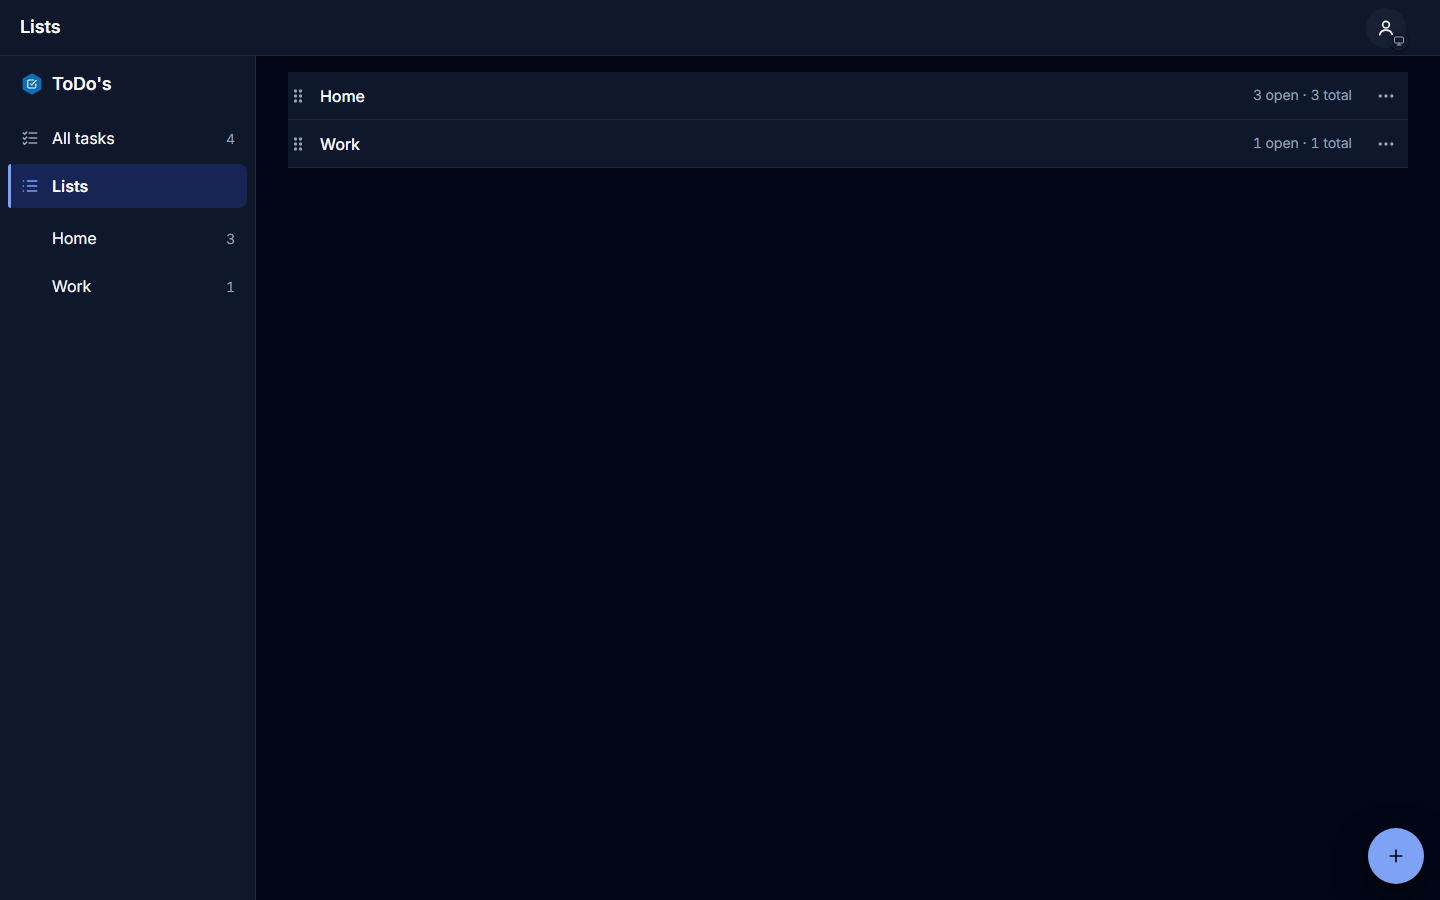 Lists
ToDo's
All tasks 4
Lists
Home 3
Work 1
Home 3 open · 3 total
Work 1 open · 1 total